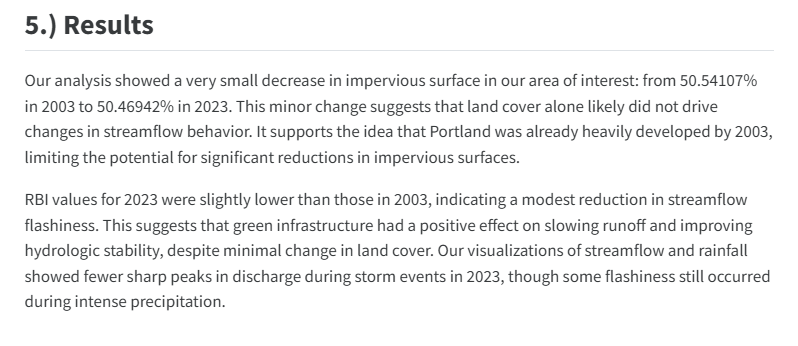 5.) Results
Our analysis showed a very small decrease in impervious surface in our area of interest: from 50.54107%
in 2003 to 50.46942% in 2023. This minor change suggests that land cover alone likely did not drive
changes in streamflow behavior. It supports the idea that Portland was already heavily developed by 2003,
limiting the potential for significant reductions in impervious surfaces.
RBI values for 2023 were slightly lower than those in 2003, indicating a modest reduction in streamflow
flashiness. This suggests that green infrastructure had a positive effect on slowing runoff and improving
hydrologic stability, despite minimal change in land cover. Our visualizations of streamflow and rainfall
showed fewer sharp peaks in discharge during storm events in 2023, though some flashiness still occurred
during intense precipitation.